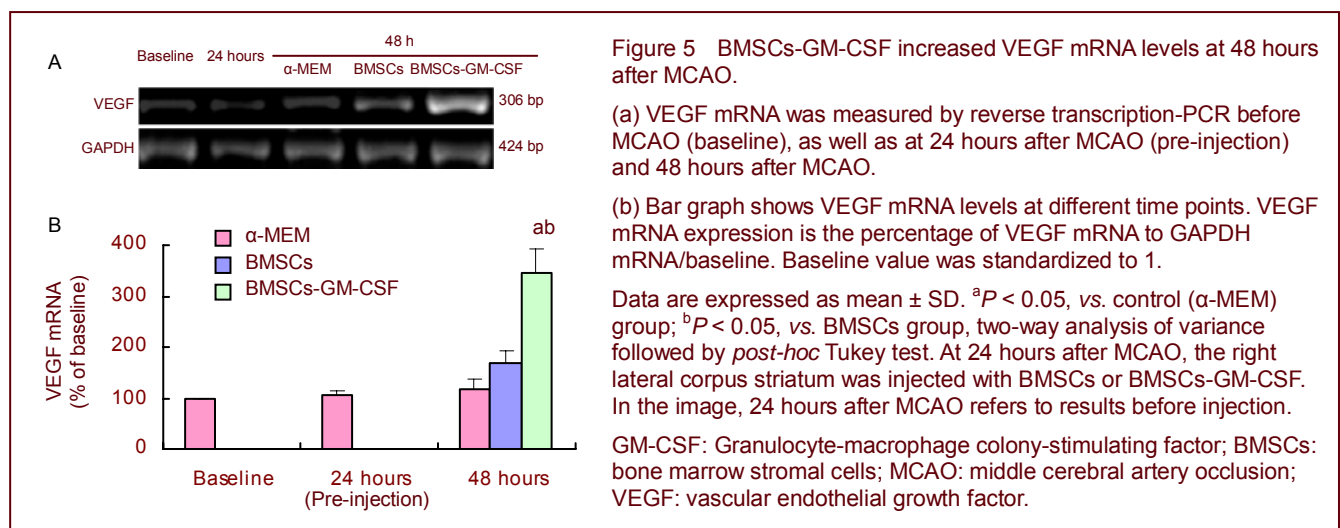 A
Baseline 24 hours 48 h
α-MEM BMSCs BMSCs-GM-CSF
VEGF 306 bp
GAPDH 424 bp
B
α-MEM
BMSCs
BMSCs-GM-CSF
ab
VEGF mRNA
(% of baseline)
400
300
200
100
0
Baseline 24 hours 48 hours
(Pre-injection)
Figure 5 BMSCs-GM-CSF increased VEGF mRNA levels at 48 hours
after MCAO.
(a) VEGF mRNA was measured by reverse transcription-PCR before
MCAO (baseline), as well as at 24 hours after MCAO (pre-injection)
and 48 hours after MCAO.
(b) Bar graph shows VEGF mRNA levels at different time points. VEGF
mRNA expression is the percentage of VEGF mRNA to GAPDH
mRNA/baseline. Baseline value was standardized to 1.
Data are expressed as mean ± SD. ᵃP < 0.05, vs. control (α-MEM)
group; ᵇP < 0.05, vs. BMSCs group, two-way analysis of variance
followed by post-hoc Tukey test. At 24 hours after MCAO, the right
lateral corpus striatum was injected with BMSCs or BMSCs-GM-CSF.
In the image, 24 hours after MCAO refers to results before injection.
GM-CSF: Granulocyte-macrophage colony-stimulating factor; BMSCs:
bone marrow stromal cells; MCAO: middle cerebral artery occlusion;
VEGF: vascular endothelial growth factor.